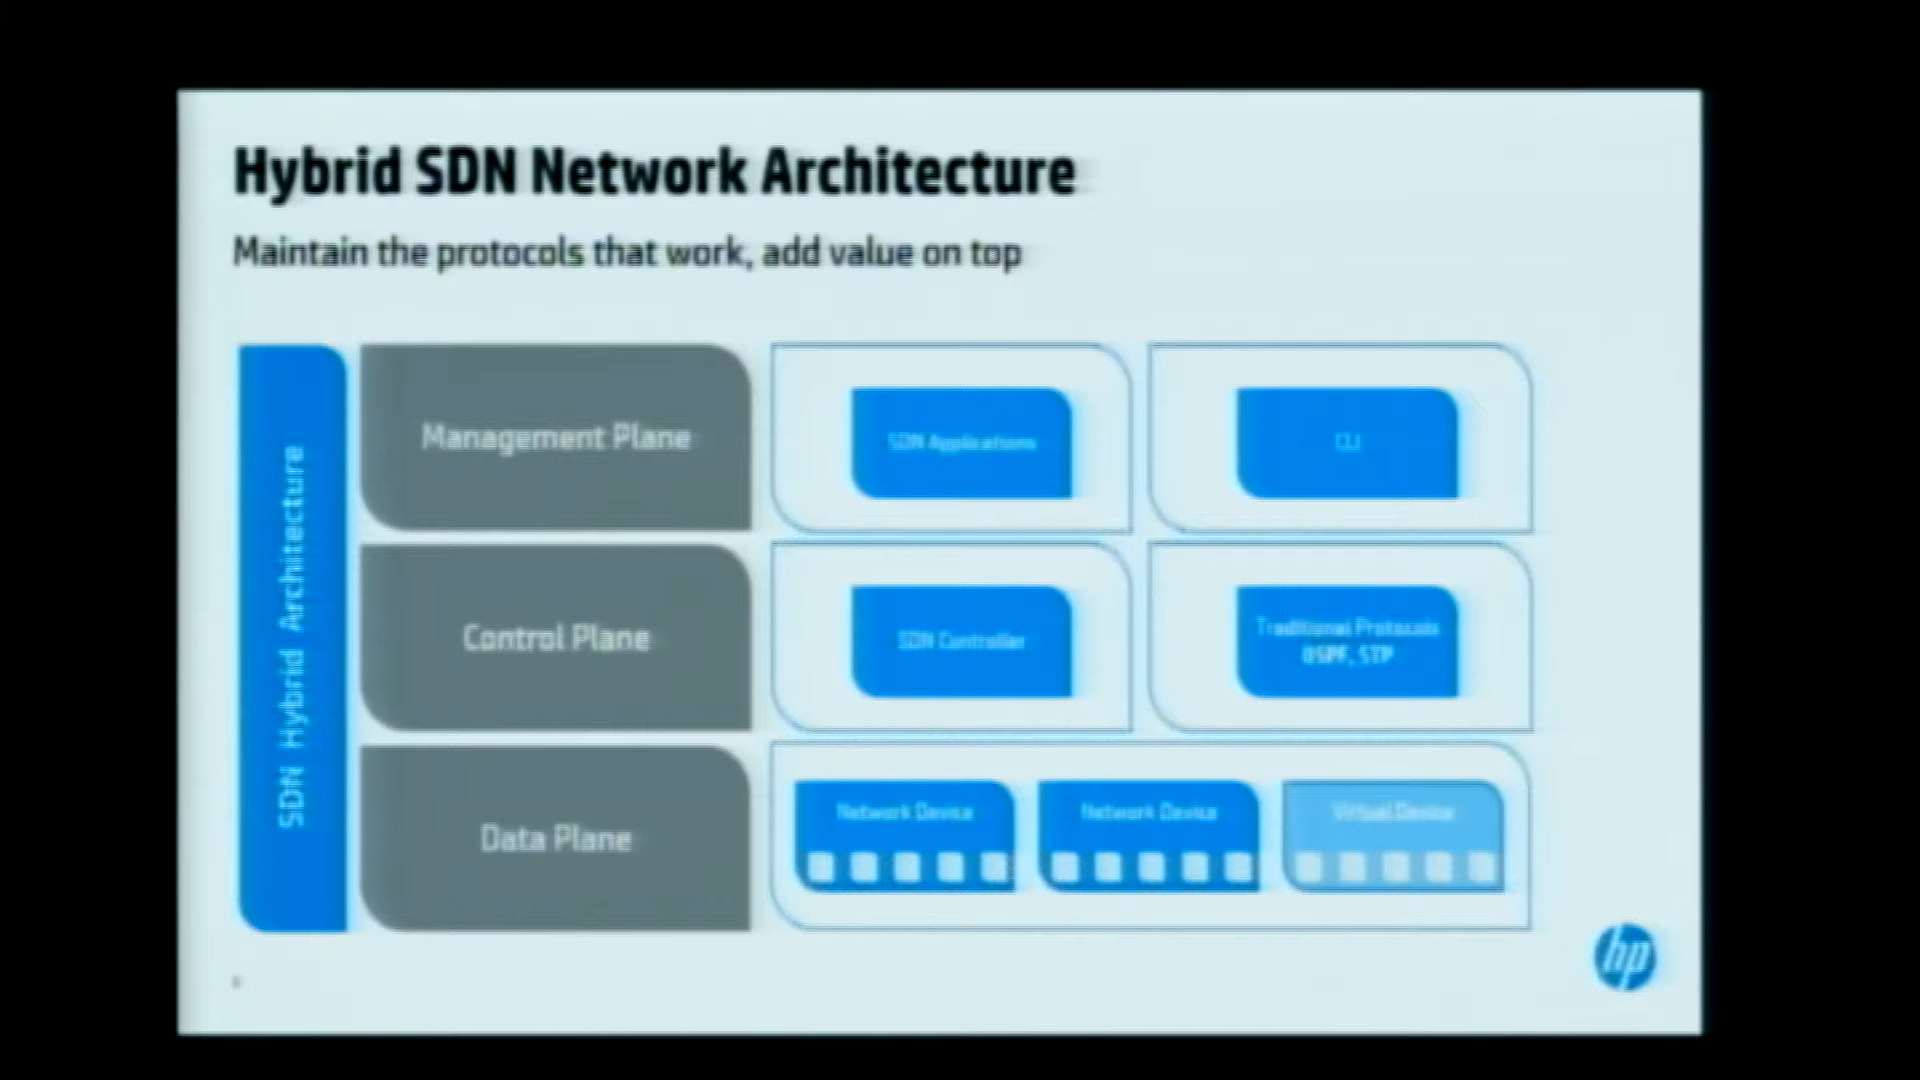 Hybrid SDN Network Architecture
Maintain the protocols that work, add value on top
SDN Hybrid Architecture
Management Plane
SDN Applications
CLI
Control Plane
SDN Controller
Traditional Protocols
OSPF, STP
Data Plane
Network Device
Network Device
Virtual Device
hp